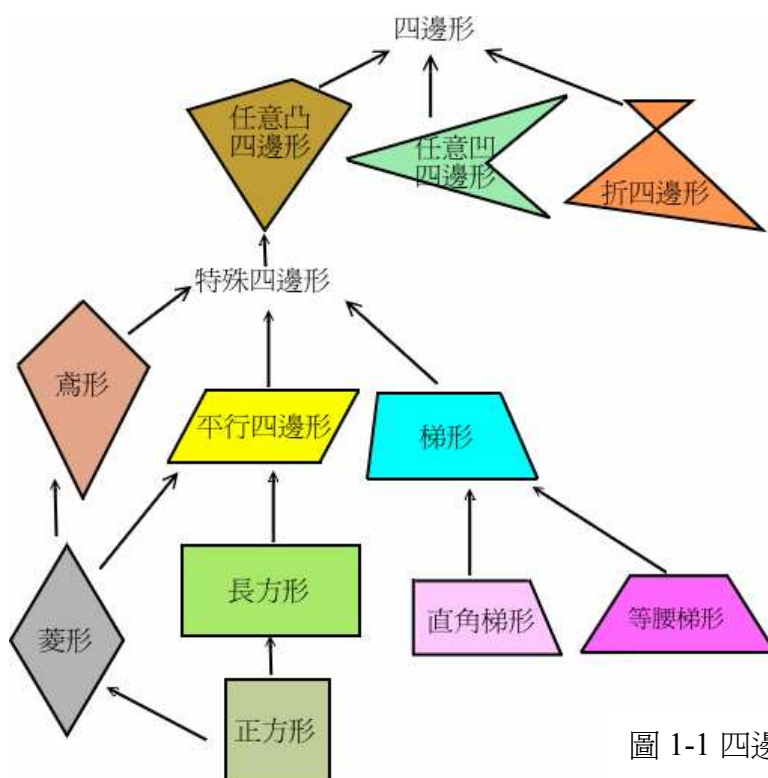 四邊形
任意凸
四邊形
任意凹
四邊形
折四邊形
特殊四邊形
鳶形
平行四邊形
梯形
菱形
長方形
直角梯形
等腰梯形
正方形
圖 1-1 四邊